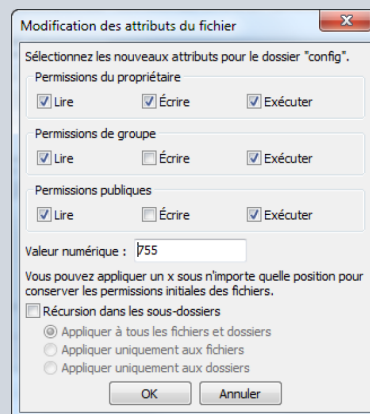 Modification des attributs du fichier
Sélectionnez les nouveaux attributs pour le dossier "config".
Permissions du propriétaire
Lire Écrire Exécuter
Permissions de groupe
Lire Écrire Exécuter
Permissions publiques
Lire Écrire Exécuter
Valeur numérique : 755
Vous pouvez appliquer un x sous n'importe quelle position pour
conserver les permissions initiales des fichiers.
Récursion dans les sous-dossiers
Appliquer à tous les fichiers et dossiers
Appliquer uniquement aux fichiers
Appliquer uniquement aux dossiers
OK Annuler